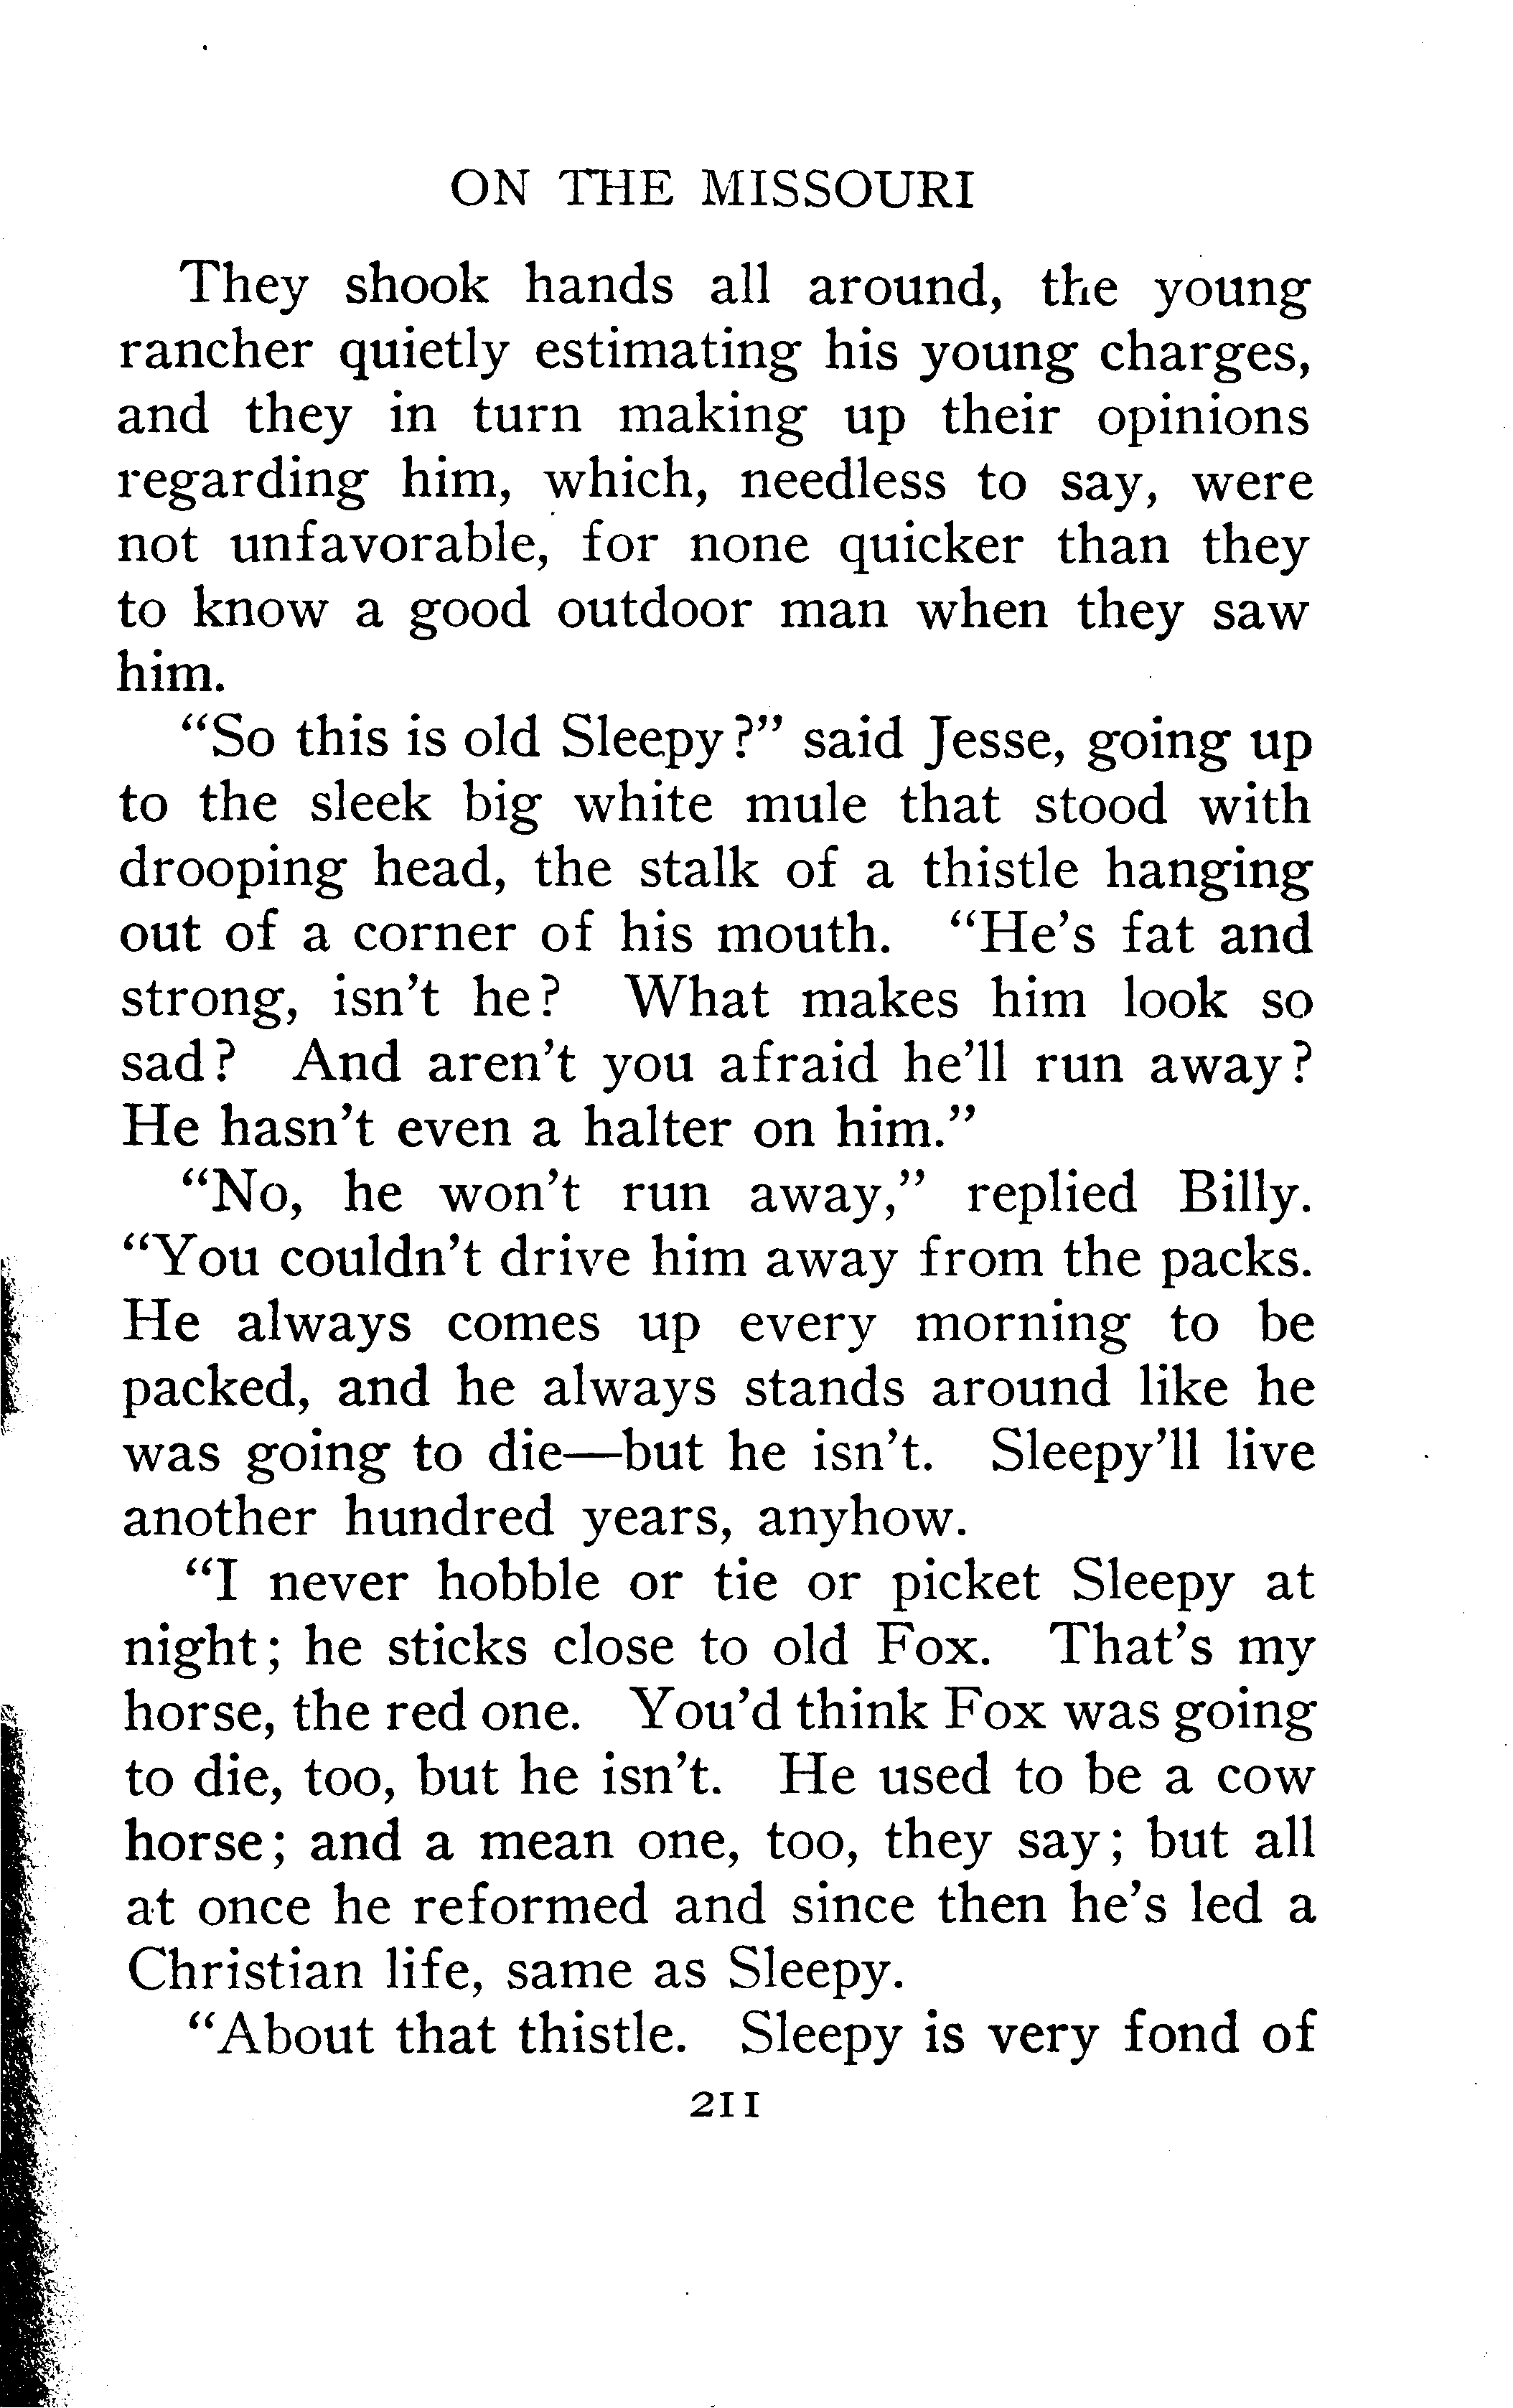 ON THE MISSOURI
They shook hands all around, the young
rancher quietly estimating his young charges,
and they in turn making up their opinions
regarding him, which, needless to say, were
not unfavorable, for none quicker than they
to know a good outdoor man when they saw
him.
“So this is old Sleepy?” said Jesse, going up
to the sleek big white mule that stood with
drooping head, the stalk of a thistle hanging
out of a corner of his mouth. “He’s fat and
strong, isn’t he? What makes him look so
sad? And aren’t you afraid he’ll run away?
He hasn’t even a halter on him.”
“No, he won’t run away,” replied Billy.
“You couldn’t drive him away from the packs.
He always comes up every morning to be
packed, and he always stands around like he
was going to die—but he isn’t. Sleepy’ll live
another hundred years, anyhow.
“I never hobble or tie or picket Sleepy at
night; he sticks close to old Fox. That’s my
horse, the red one. You’d think Fox was going
to die, too, but he isn’t. He used to be a cow
horse; and a mean one, too, they say; but all
at once he reformed and since then he’s led a
Christian life, same as Sleepy.
“About that thistle. Sleepy is very fond of
211